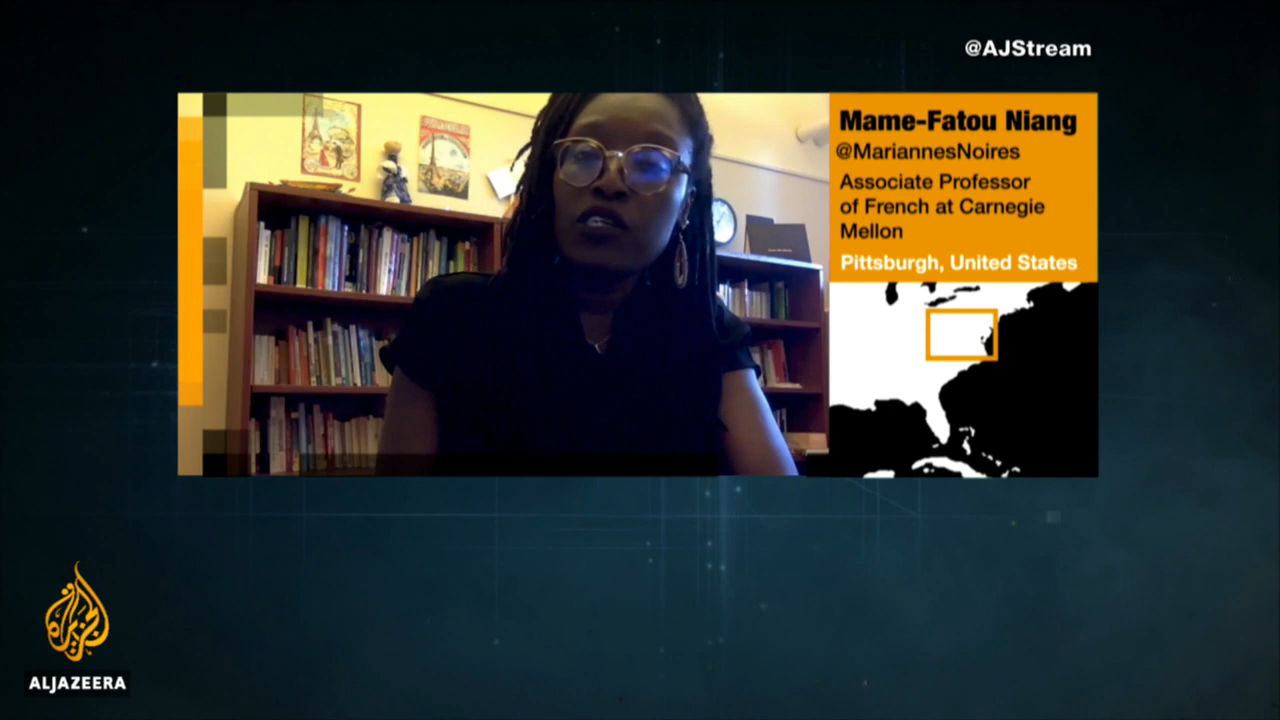 @AJStream
Mame-Fatou Niang
@MariannesNoires
Associate Professor
of French at Carnegie
Mellon
Pittsburgh, United States
ALJAZEERA